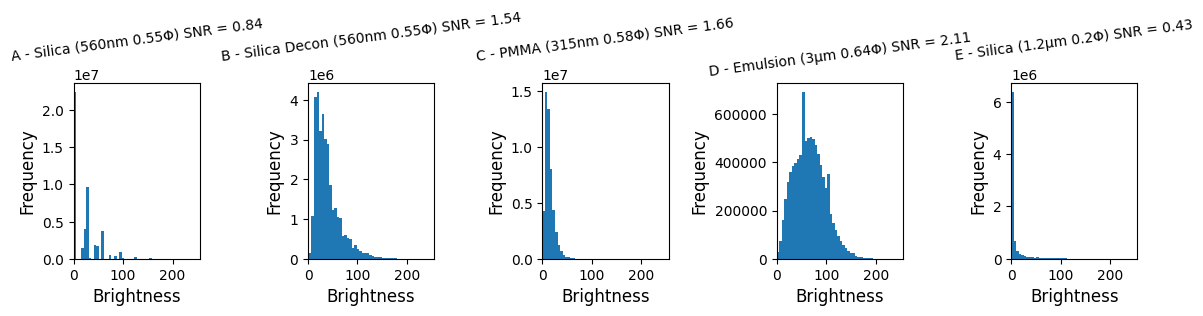 A - Silica (560nm 0.55Φ) SNR = 0.84
B - Silica Decon (560nm 0.55Φ) SNR = 1.54
C - PMMA (315nm 0.58Φ) SNR = 1.66
D - Emulsion (3µm 0.64Φ) SNR = 2.11
E - Silica (1.2µm 0.2Φ) SNR = 0.43
1e7
2.0
1.5
1.0
0.5
0.0
Frequency
0 100 200
Brightness
1e6
4
3
2
1
0
Frequency
0 100 200
Brightness
1e7
1.5
1.0
0.5
0.0
Frequency
0 100 200
Brightness
600000
400000
200000
0
Frequency
0 100 200
Brightness
1e6
6
4
2
0
Frequency
0 100 200
Brightness